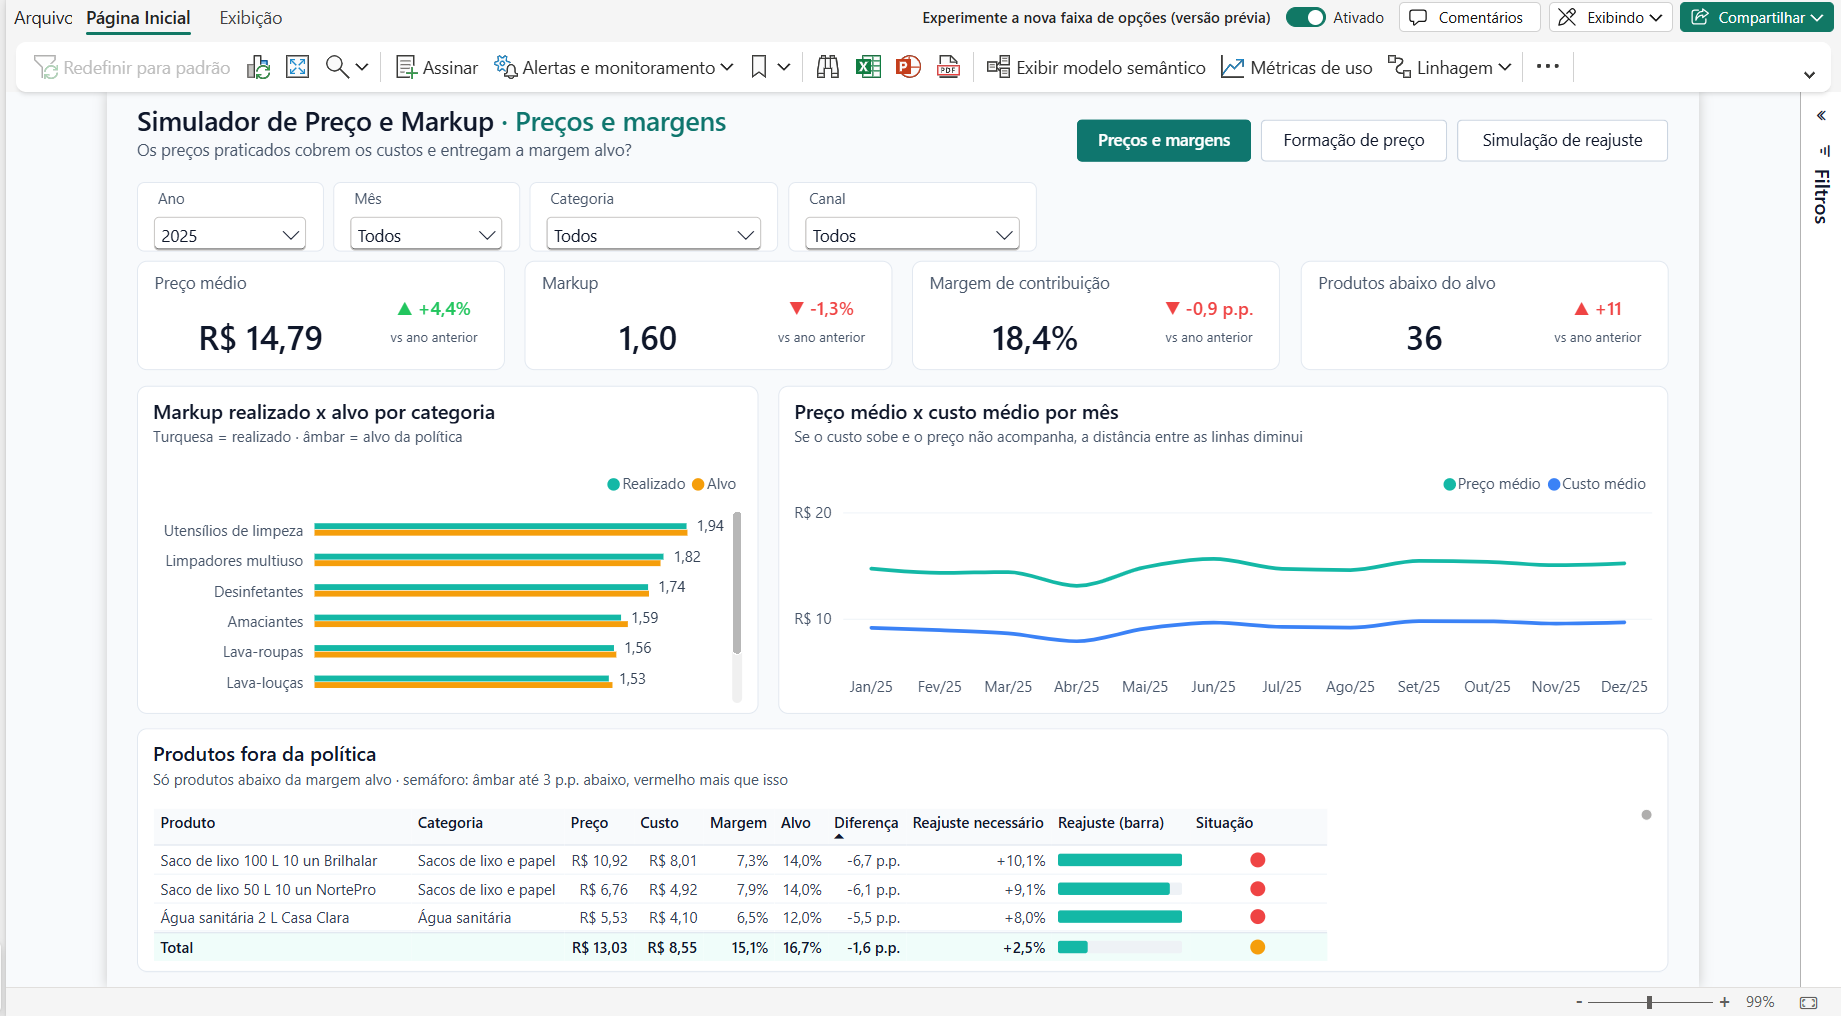 Arquivo Página Inicial Exibição Experimente a nova faixa de opções (versão prévia) Ativado Comentários Exibindo Compartilhar
Redefinir para padrão Assinar Alertas e monitoramento Exibir modelo semântico Métricas de uso Linhagem
Simulador de Preço e Markup · Preços e margens
Os preços praticados cobrem os custos e entregam a margem alvo?
Preços e margens Formação de preço Simulação de reajuste
Filtros
Ano Mês Categoria Canal
2025 Todos Todos Todos
Preço médio
R$ 14,79
+4,4%
vs ano anterior
Markup
1,60
-1,3%
vs ano anterior
Margem de contribuição
18,4%
-0,9 p.p.
vs ano anterior
Produtos abaixo do alvo
36
+11
vs ano anterior
Markup realizado x alvo por categoria
Turquesa = realizado · âmbar = alvo da política
Realizado Alvo
Utensílios de limpeza 1,94
Limpadores multiuso 1,82
Desinfetantes 1,74
Amaciantes 1,59
Lava-roupas 1,56
Lava-louças 1,53
Preço médio x custo médio por mês
Se o custo sobe e o preço não acompanha, a distância entre as linhas diminui
Preço médio Custo médio
R$ 20
R$ 10
Jan/25 Fev/25 Mar/25 Abr/25 Mai/25 Jun/25 Jul/25 Ago/25 Set/25 Out/25 Nov/25 Dez/25
Produtos fora da política
Só produtos abaixo da margem alvo · semáforo: âmbar até 3 p.p. abaixo, vermelho mais que isso
Produto Categoria Preço Custo Margem Alvo Diferença Reajuste necessário Reajuste (barra) Situação
Saco de lixo 100 L 10 un Brilhalar Sacos de lixo e papel R$ 10,92 R$ 8,01 7,3% 14,0% -6,7 p.p. +10,1%
Saco de lixo 50 L 10 un NortePro Sacos de lixo e papel R$ 6,76 R$ 4,92 7,9% 14,0% -6,1 p.p. +9,1%
Água sanitária 2 L Casa Clara Água sanitária R$ 5,53 R$ 4,10 6,5% 12,0% -5,5 p.p. +8,0%
Total R$ 13,03 R$ 8,55 15,1% 16,7% -1,6 p.p. +2,5%
- + 99%